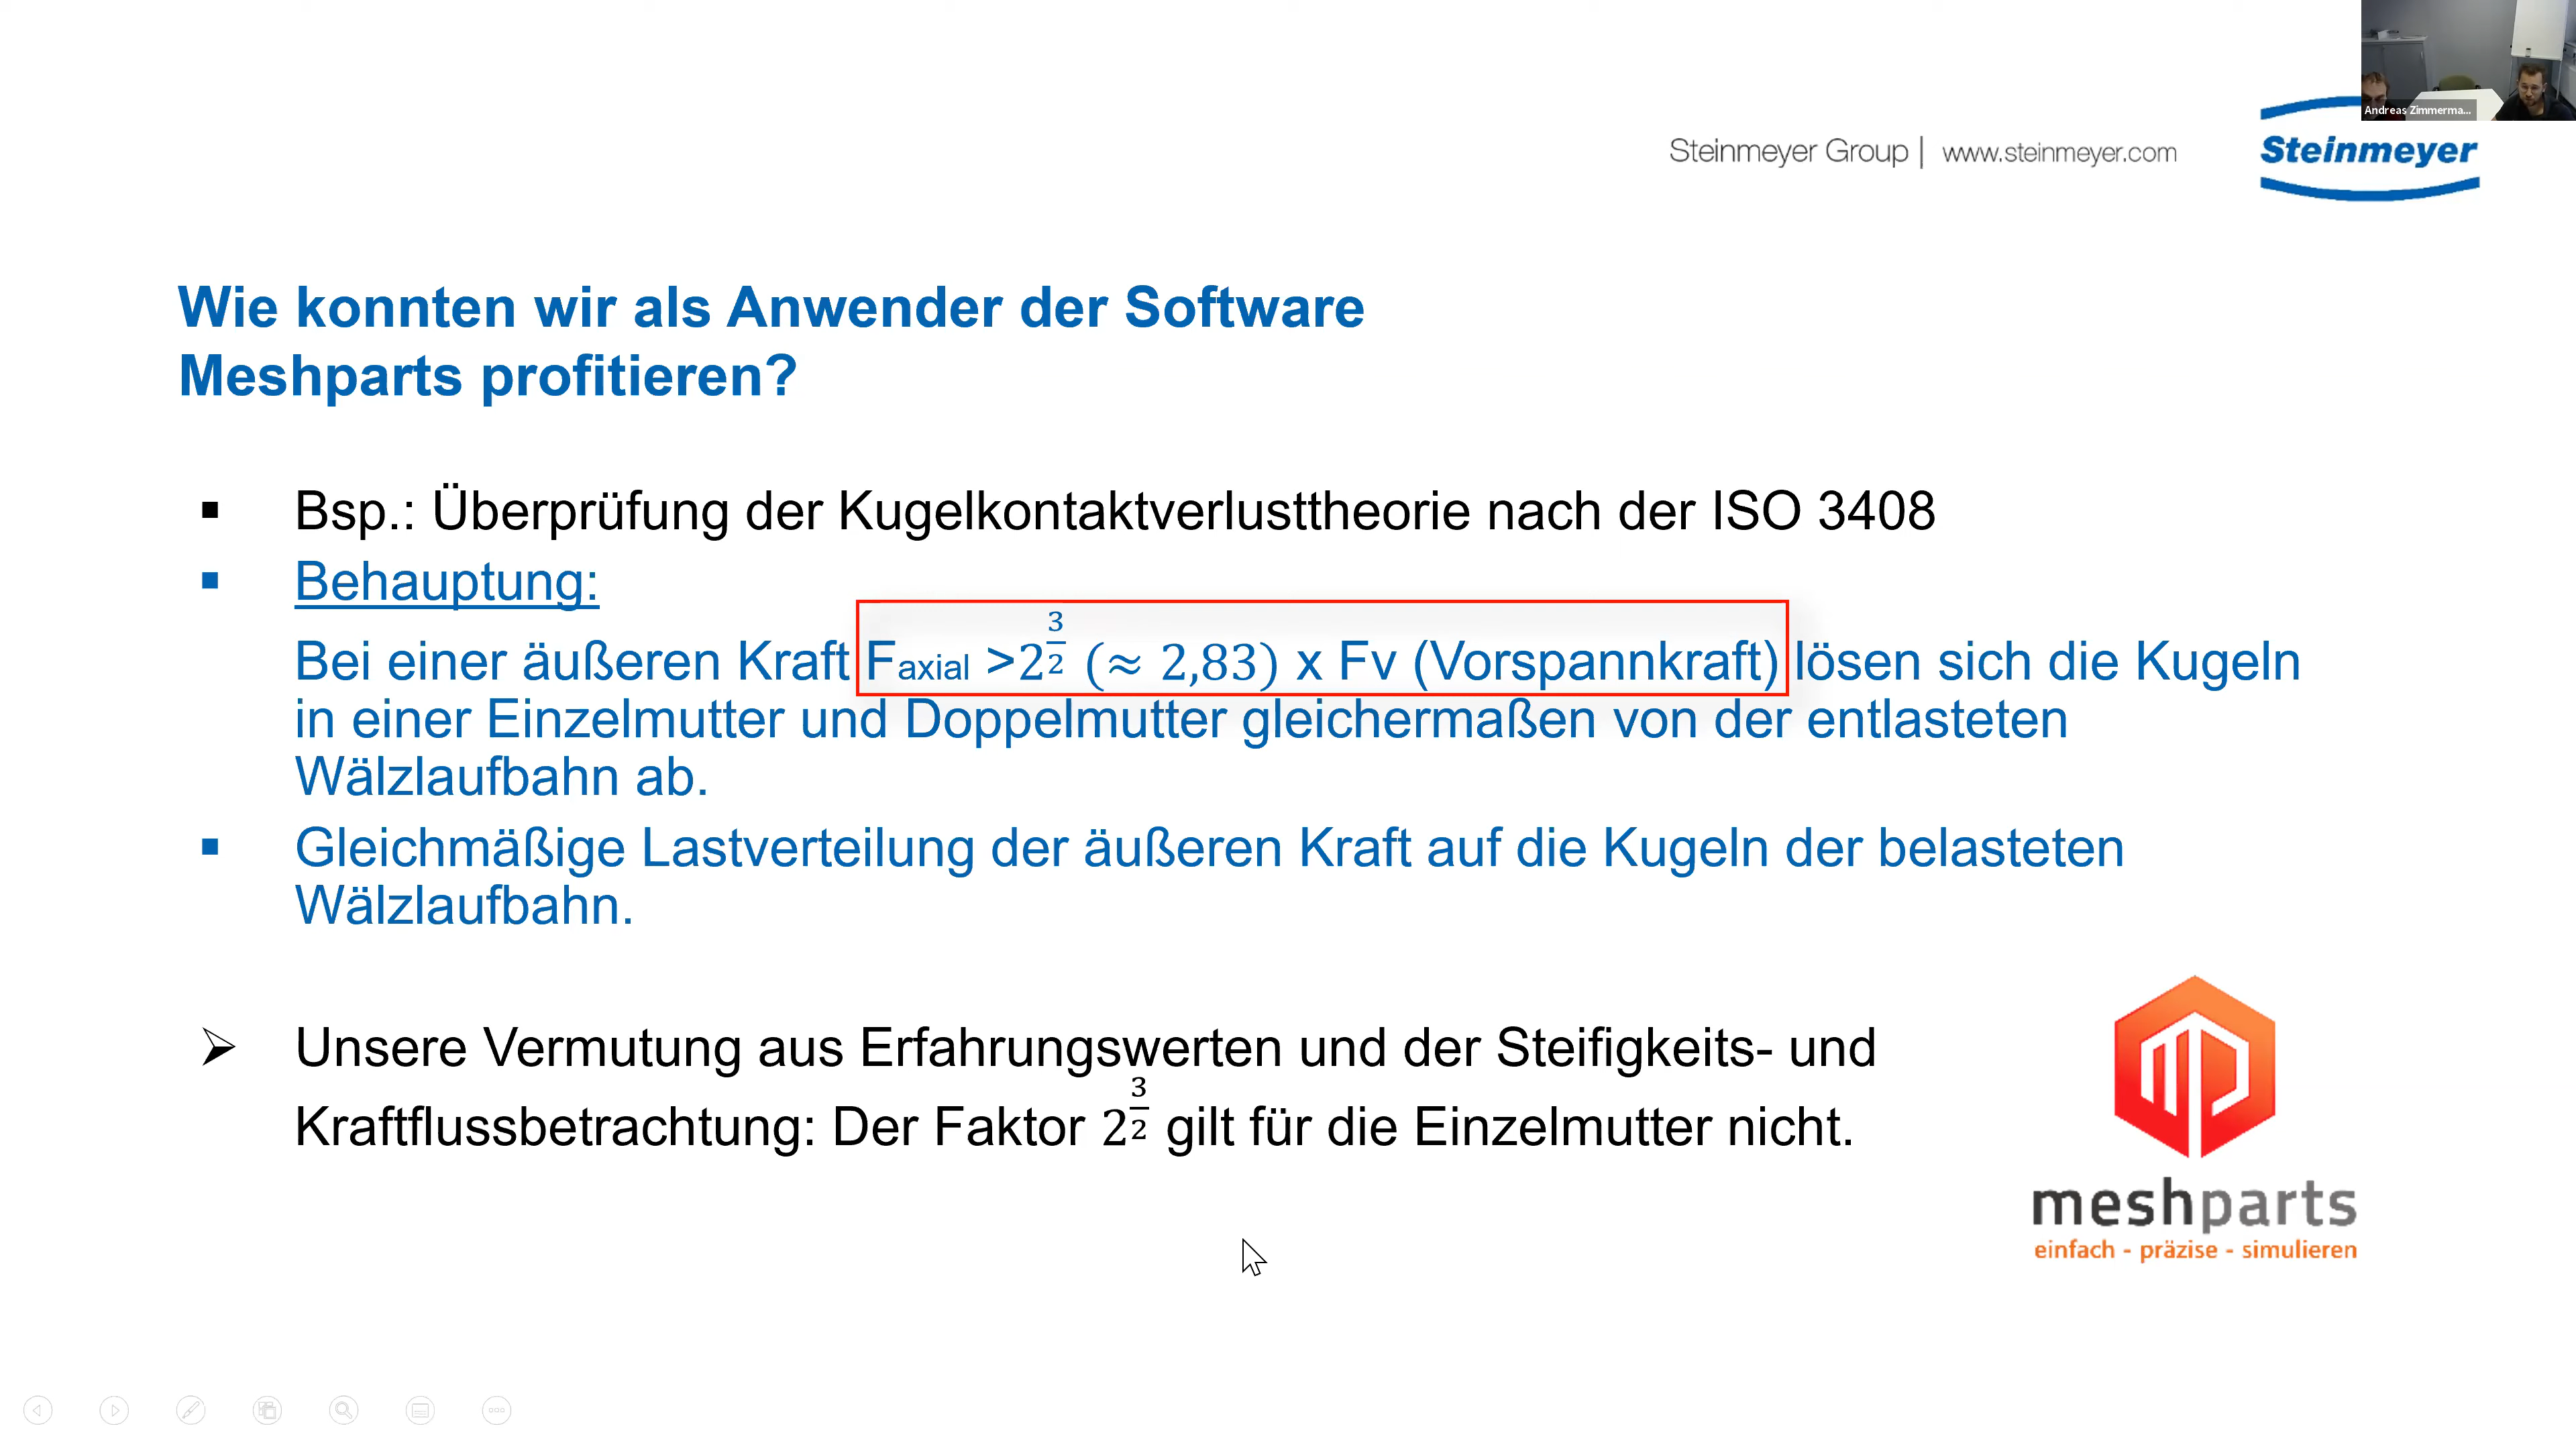 Andreas Zimmerma...
Steinmeyer Group | www.steinmeyer.com
Steinmeyer
Wie konnten wir als Anwender der Software
Meshparts profitieren?
▪ Bsp.: Überprüfung der Kugelkontaktverlusttheorie nach der ISO 3408
▪ Behauptung:
Bei einer äußeren Kraft Faxial >2^(3/2) (≈ 2,83) x Fv (Vorspannkraft) lösen sich die Kugeln
in einer Einzelmutter und Doppelmutter gleichermaßen von der entlasteten
Wälzlaufbahn ab.
▪ Gleichmäßige Lastverteilung der äußeren Kraft auf die Kugeln der belasteten
Wälzlaufbahn.
➢ Unsere Vermutung aus Erfahrungswerten und der Steifigkeits- und
Kraftflussbetrachtung: Der Faktor 2^(3/2) gilt für die Einzelmutter nicht.
meshparts
einfach - präzise - simulieren